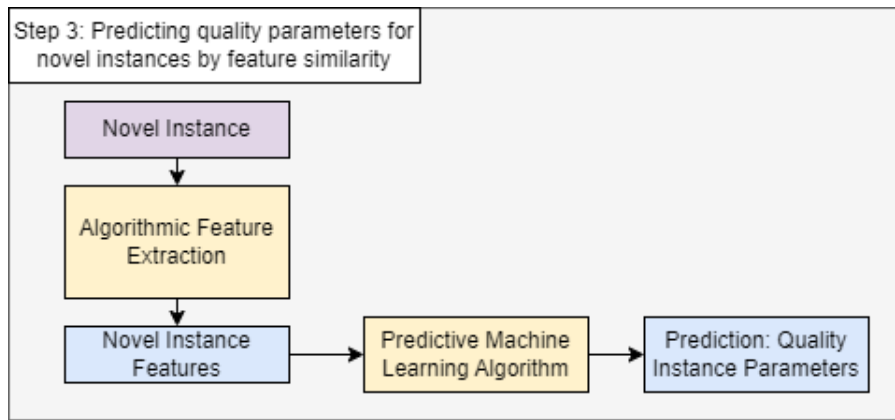 Step 3: Predicting quality parameters for
novel instances by feature similarity
Novel Instance
Algorithmic Feature
Extraction
Novel Instance
Features
Predictive Machine
Learning Algorithm
Prediction: Quality
Instance Parameters